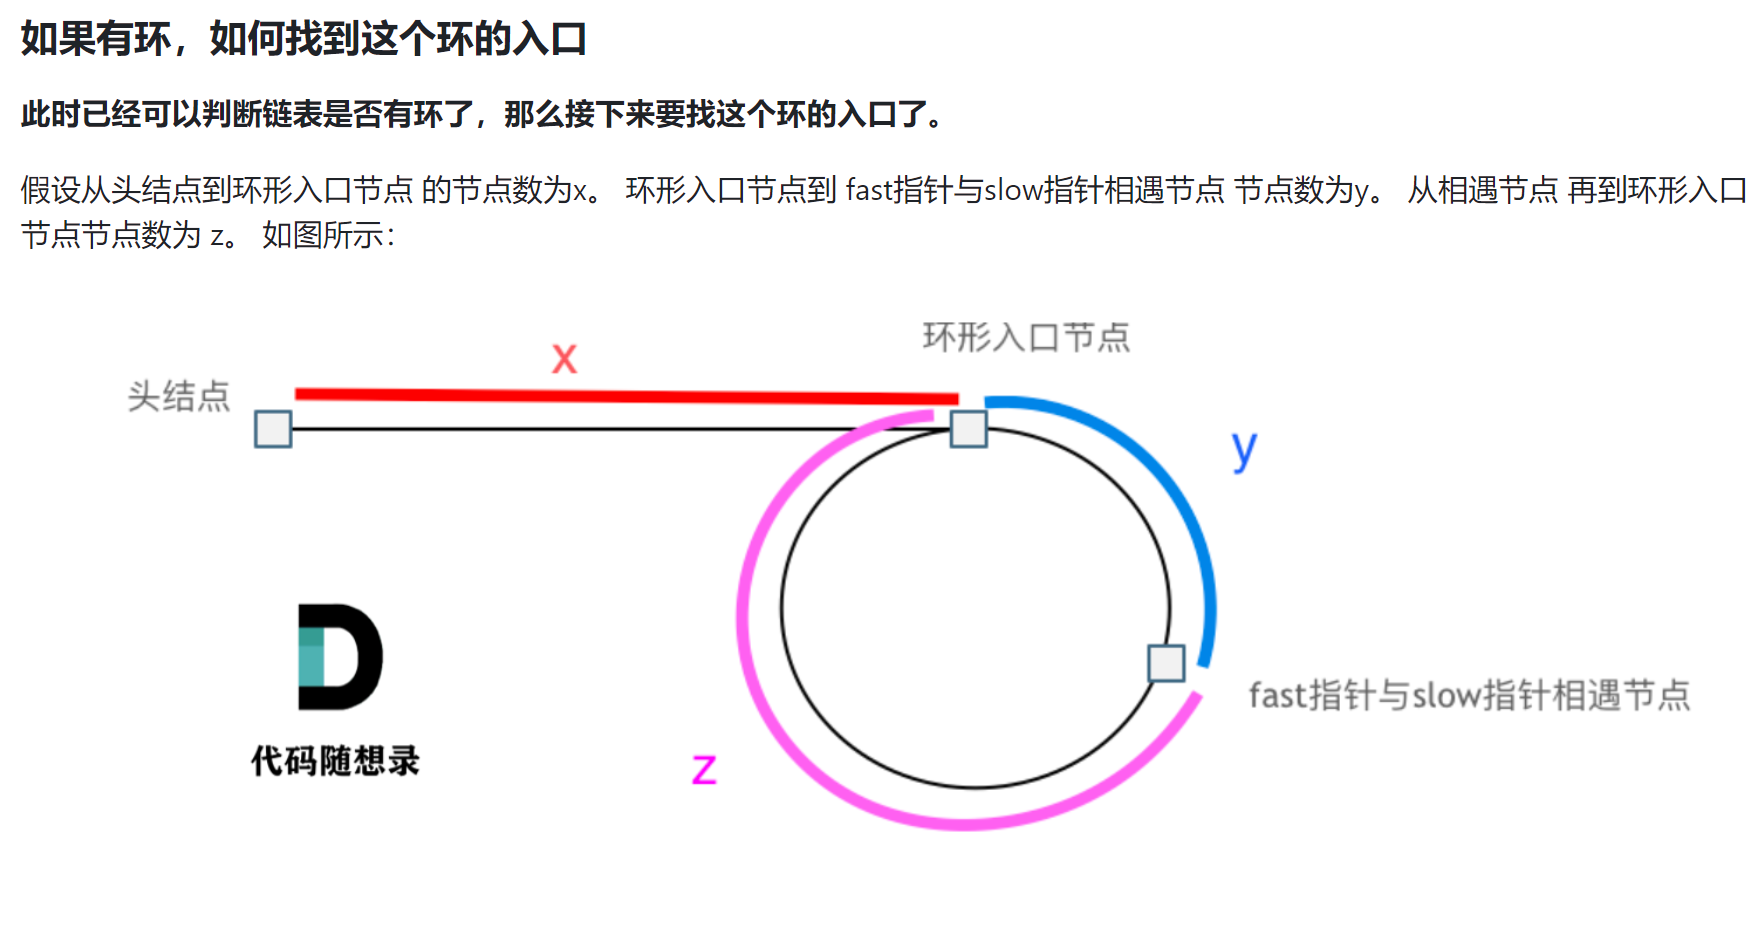 如果有环，如何找到这个环的入口
此时已经可以判断链表是否有环了，那么接下来要找这个环的入口了。
假设从头结点到环形入口节点 的节点数为x。 环形入口节点到 fast指针与slow指针相遇节点 节点数为y。 从相遇节点 再到环形入口
节点节点数为 z。 如图所示：
环形入口节点
x
头结点
y
fast指针与slow指针相遇节点
z
代码随想录